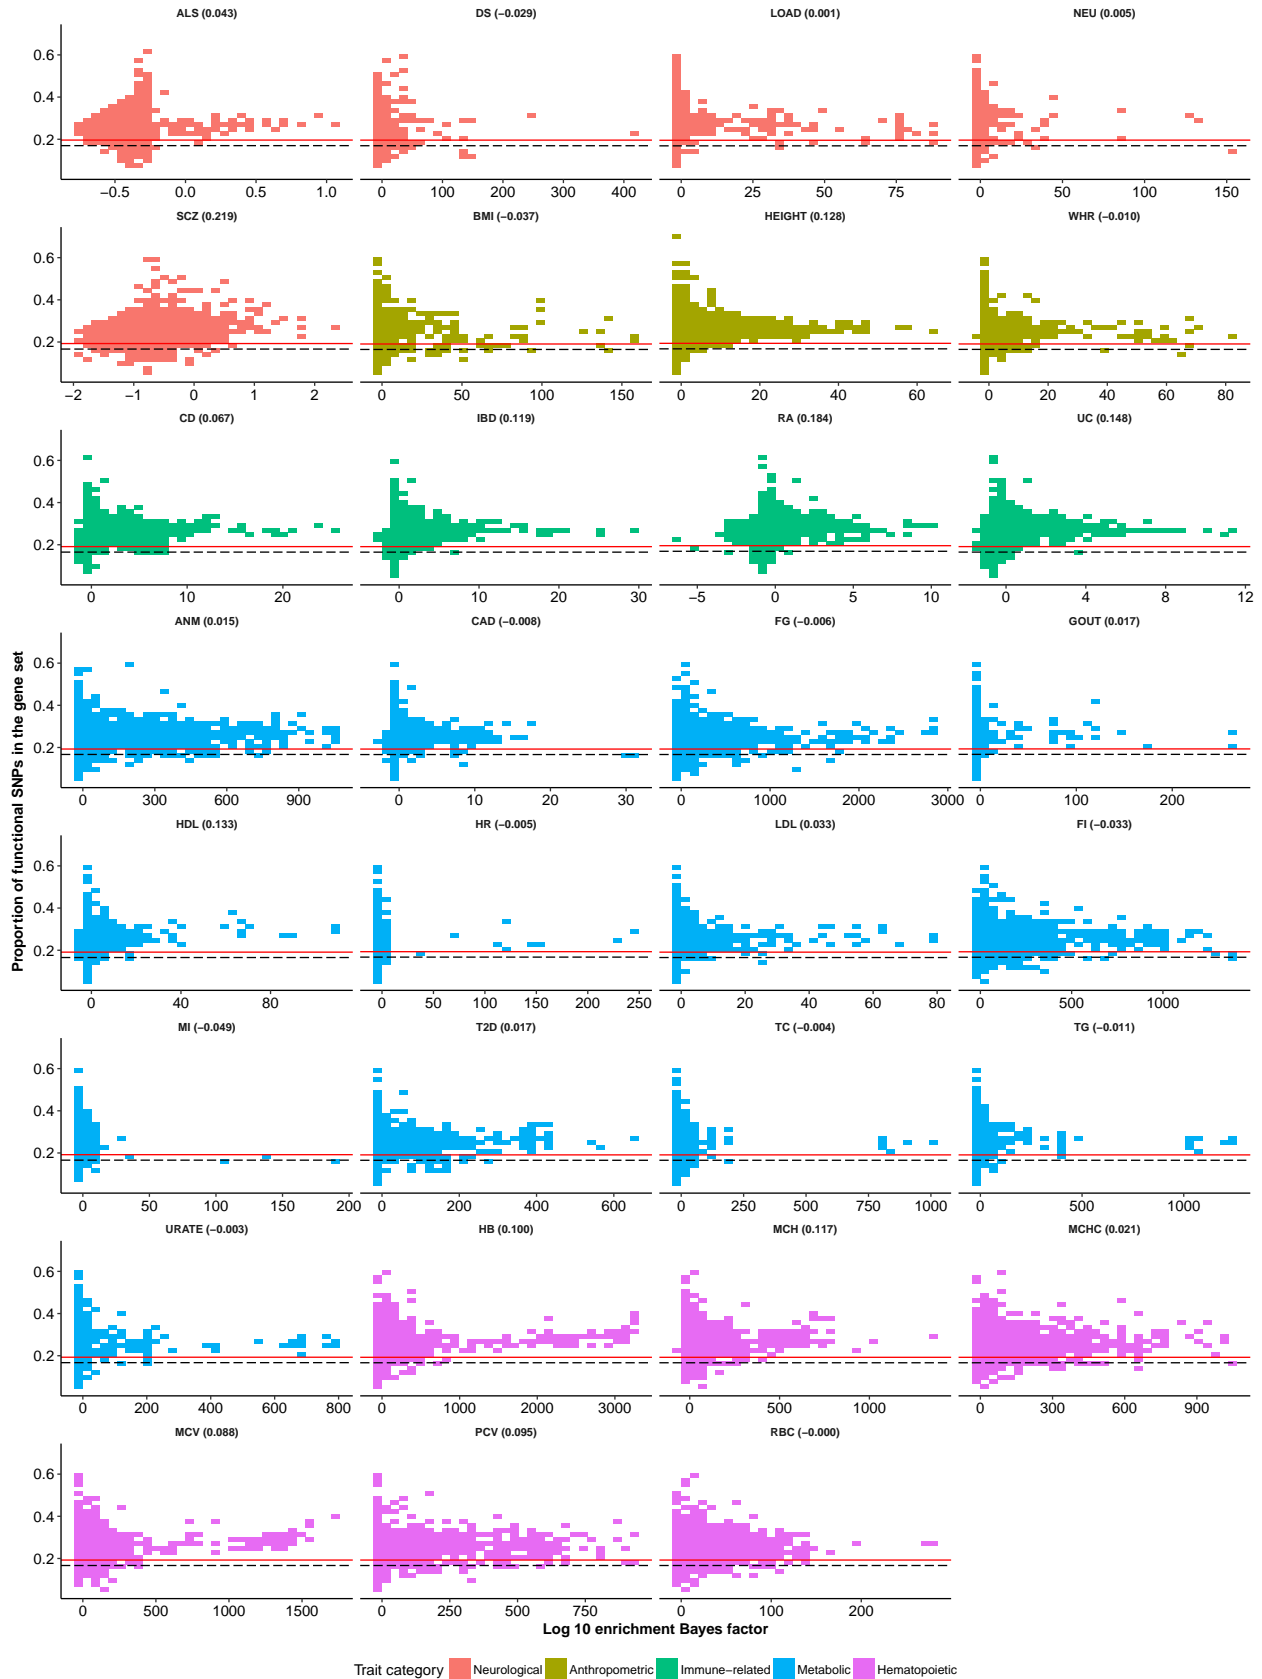 ALS (0.043) DS (−0.029) LOAD (0.001) NEU (0.005)
0.6
0.4
0.2
−0.5 0.0 0.5 1.0 0 100 200 300 400 0 25 50 75 0 50 100 150
SCZ (0.219) BMI (−0.037) HEIGHT (0.128) WHR (−0.010)
0.6
0.4
0.2
−2 −1 0 1 2 0 50 100 150 0 20 40 60 0 20 40 60 80
CD (0.067) IBD (0.119) RA (0.184) UC (0.148)
0.6
0.4
0.2
0 10 20 0 10 20 30 −5 0 5 10 0 4 8 12
ANM (0.015) CAD (−0.008) FG (−0.006) GOUT (0.017)
0.6
0.4
0.2
0 300 600 900 0 10 20 30 0 1000 2000 3000 0 100 200
Proportion of functional SNPs in the gene set
HDL (0.133) HR (−0.005) LDL (0.033) FI (−0.033)
0.6
0.4
0.2
0 40 80 0 50 100 150 200 250 0 20 40 60 80 0 500 1000
MI (−0.049) T2D (0.017) TC (−0.004) TG (−0.011)
0.6
0.4
0.2
0 50 100 150 200 0 200 400 600 0 250 500 750 1000 0 500 1000
URATE (−0.003) HB (0.100) MCH (0.117) MCHC (0.021)
0.6
0.4
0.2
0 200 400 600 800 0 1000 2000 3000 0 500 1000 0 300 600 900
MCV (0.088) PCV (0.095) RBC (−0.000)
0.6
0.4
0.2
0 500 1000 1500 0 250 500 750 0 100 200
Log 10 enrichment Bayes factor
Trait category Neurological Anthropometric Immune−related Metabolic Hematopoietic